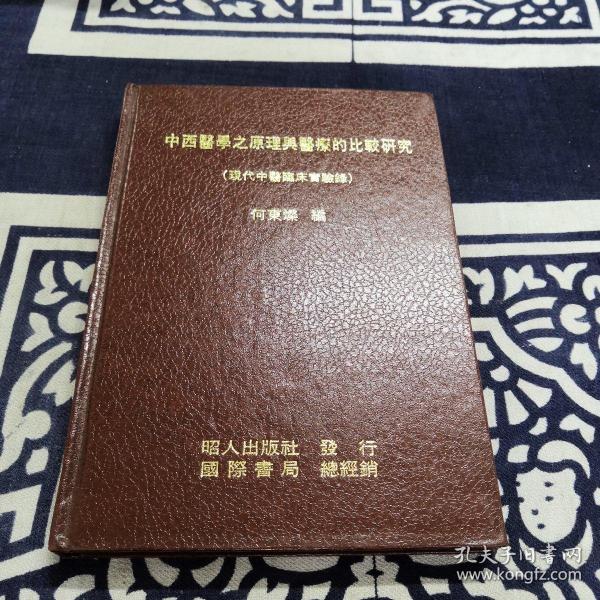 中西醫學之原理與醫療的比較研究
(現代中醫臨床實驗錄)
何東燦 編
昭人出版社 發行
國際書局 總經銷
孔夫子旧书网
www.kongfz.com